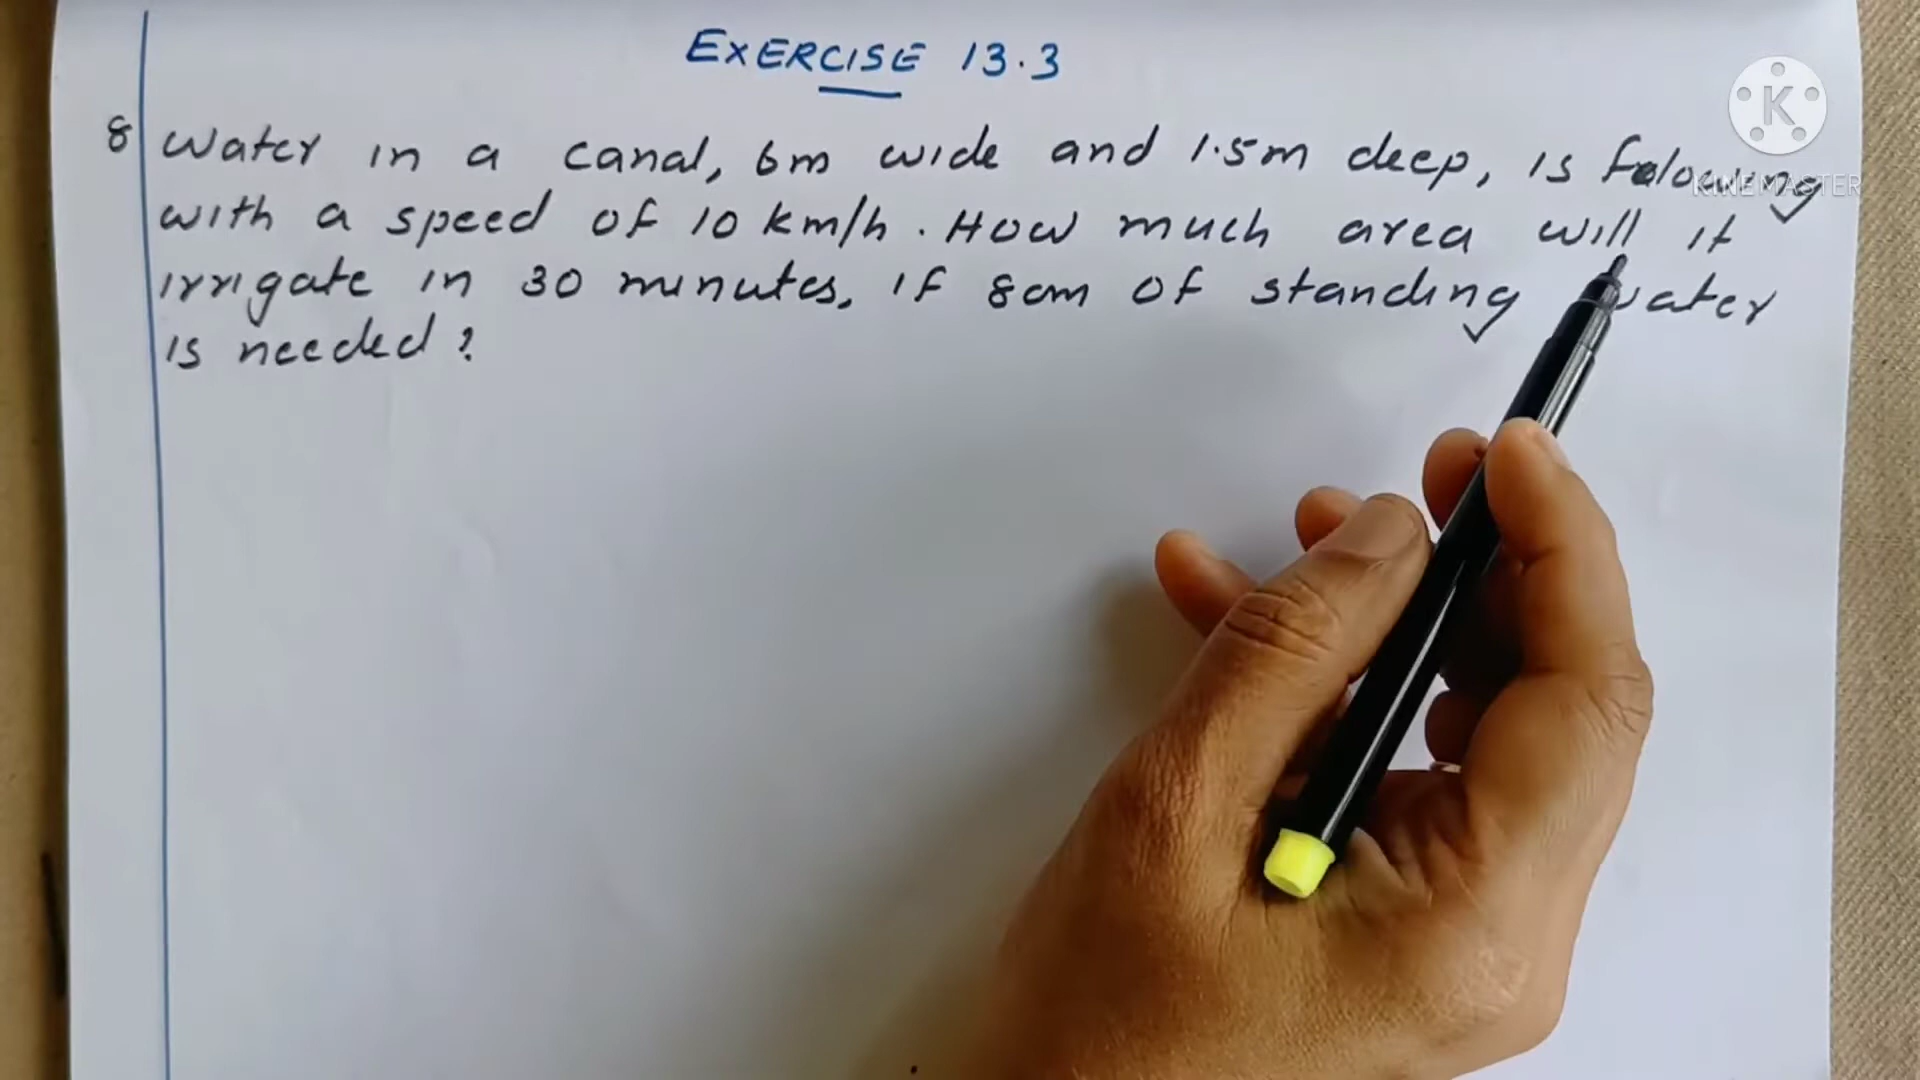 EXERCISE 13.3
8 Water in a canal, 6m wide and 1.5m deep, is folowing
with a speed of 10 km/h. How much area will it
irrigate in 30 minutes, if 8cm of standing water
is needed?
K
KINEMASTER